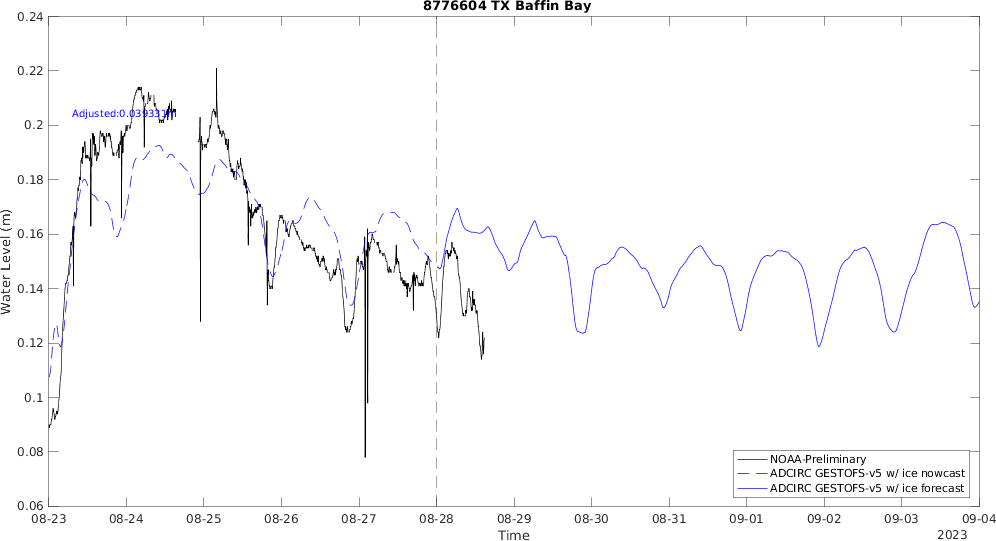 8776604 TX Baffin Bay
0.24
0.22
0.2
0.18
0.16
0.14
0.12
0.1
0.08
0.06
Water Level (m)
NOAA-Preliminary
ADCIRC GESTOFS-v5 w/ ice nowcast
ADCIRC GESTOFS-v5 w/ ice forecast
08-23 08-24 08-25 08-26 08-27 08-28 08-29 08-30 08-31 09-01 09-02 09-03 09-04
Time
2023